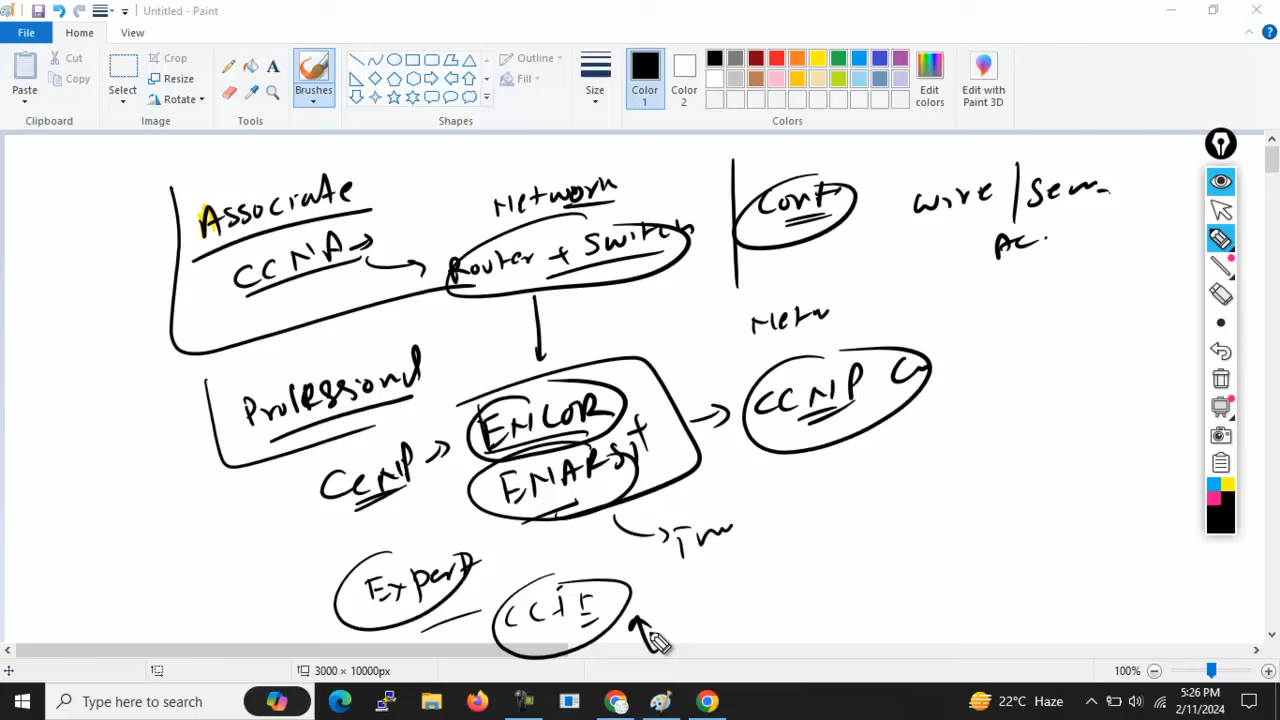 Untitled - Paint
File Home View
Paste
Cut
Copy
Clipboard
Select
Crop
Resize
Rotate
Image
Tools
Brushes
Shapes
Outline
Fill
Size
Color 1
Color 2
Edit colors
Colors
Edit with Paint 3D
Associate
CCNA
Network
Router + Switch
Wire
Ac.
Netw
Professional
CCNP
ENCOR
ENARSI
+
CCNP
Expert
CCIE
3000 × 10000px
100%
Type here to search
22°C Haze
5:26 PM
2/11/2024